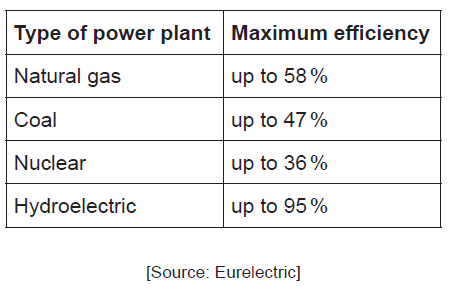 Type of power plant Maximum efficiency
Natural gas up to 58 %
Coal up to 47 %
Nuclear up to 36 %
Hydroelectric up to 95 %
[Source: Eurelectric]